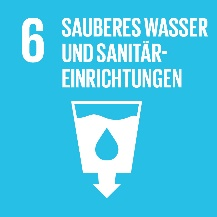 6 SAUBERES WASSER
UND SANITÄR-
EINRICHTUNGEN